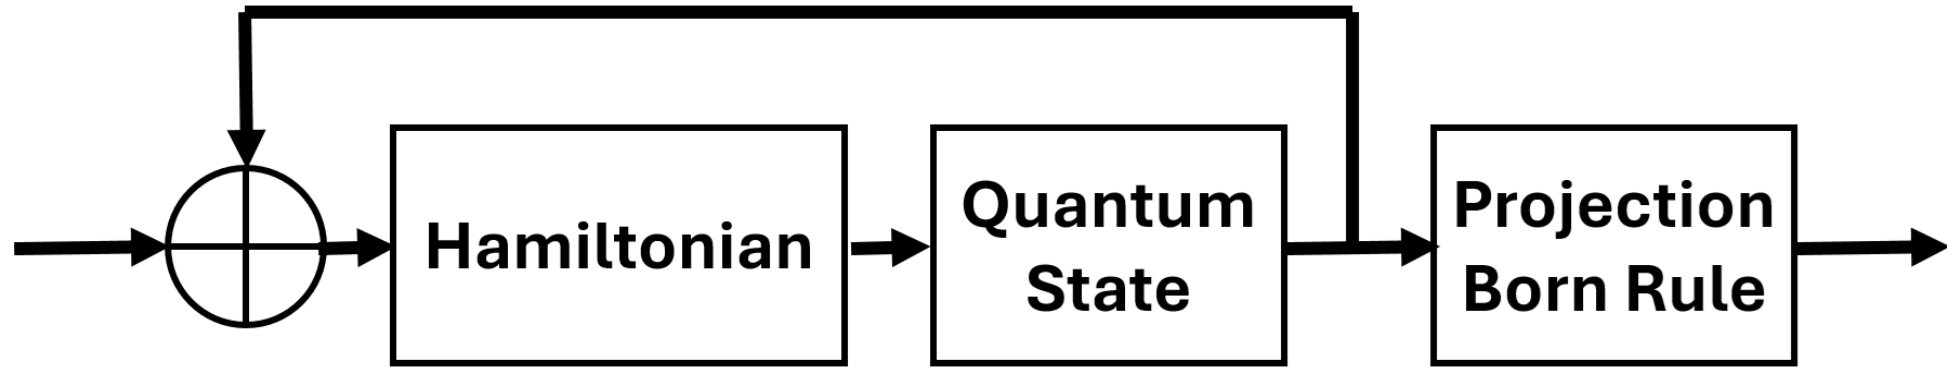 Hamiltonian
Quantum
State
Projection
Born Rule